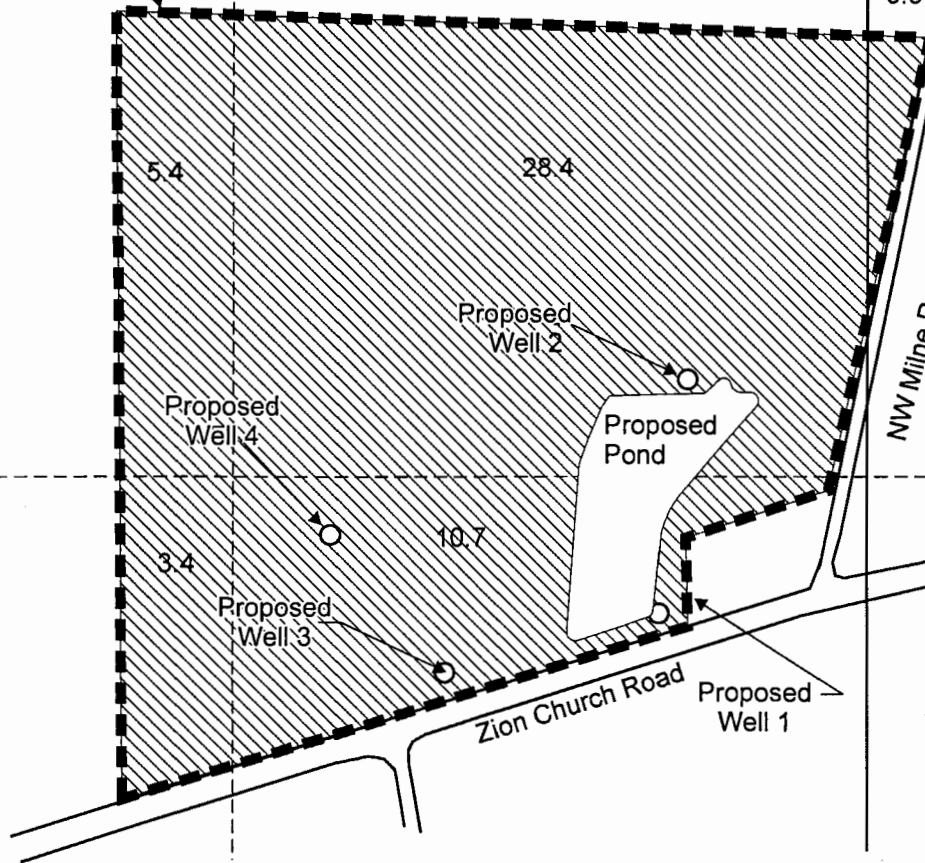 5.4
28.4
Proposed
Well 2
Proposed
Well 4
Proposed
Pond
NW Milne
10.7
3.4
Proposed
Well 3
Zion Church Road
Proposed
Well 1